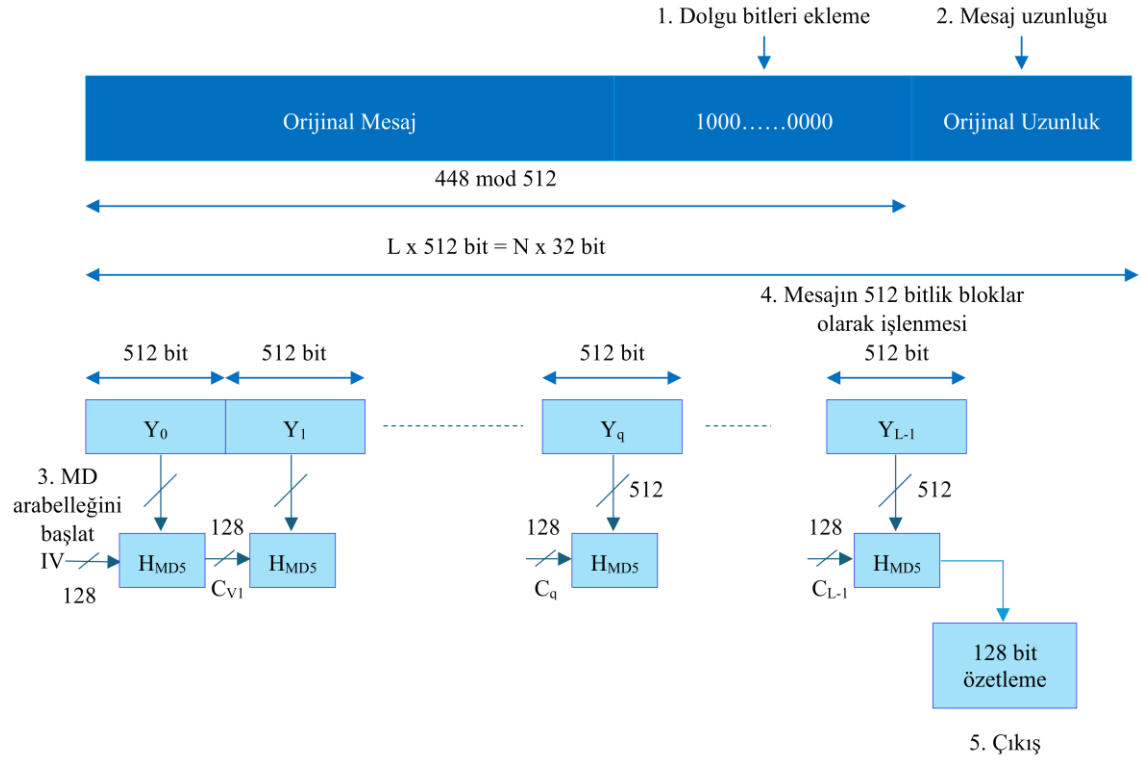 1. Dolgu bitleri ekleme
2. Mesaj uzunluğu
Orijinal Mesaj
1000……0000
Orijinal Uzunluk
448 mod 512
L x 512 bit = N x 32 bit
4. Mesajın 512 bitlik bloklar
olarak işlenmesi
512 bit
512 bit
512 bit
512 bit
Y0
Y1
Yq
YL-1
3. MD
arabelleğini
başlat
IV
128
512
512
128
128
128
HMD5
HMD5
HMD5
HMD5
CV1
Cq
CL-1
128 bit
özetleme
5. Çıkış